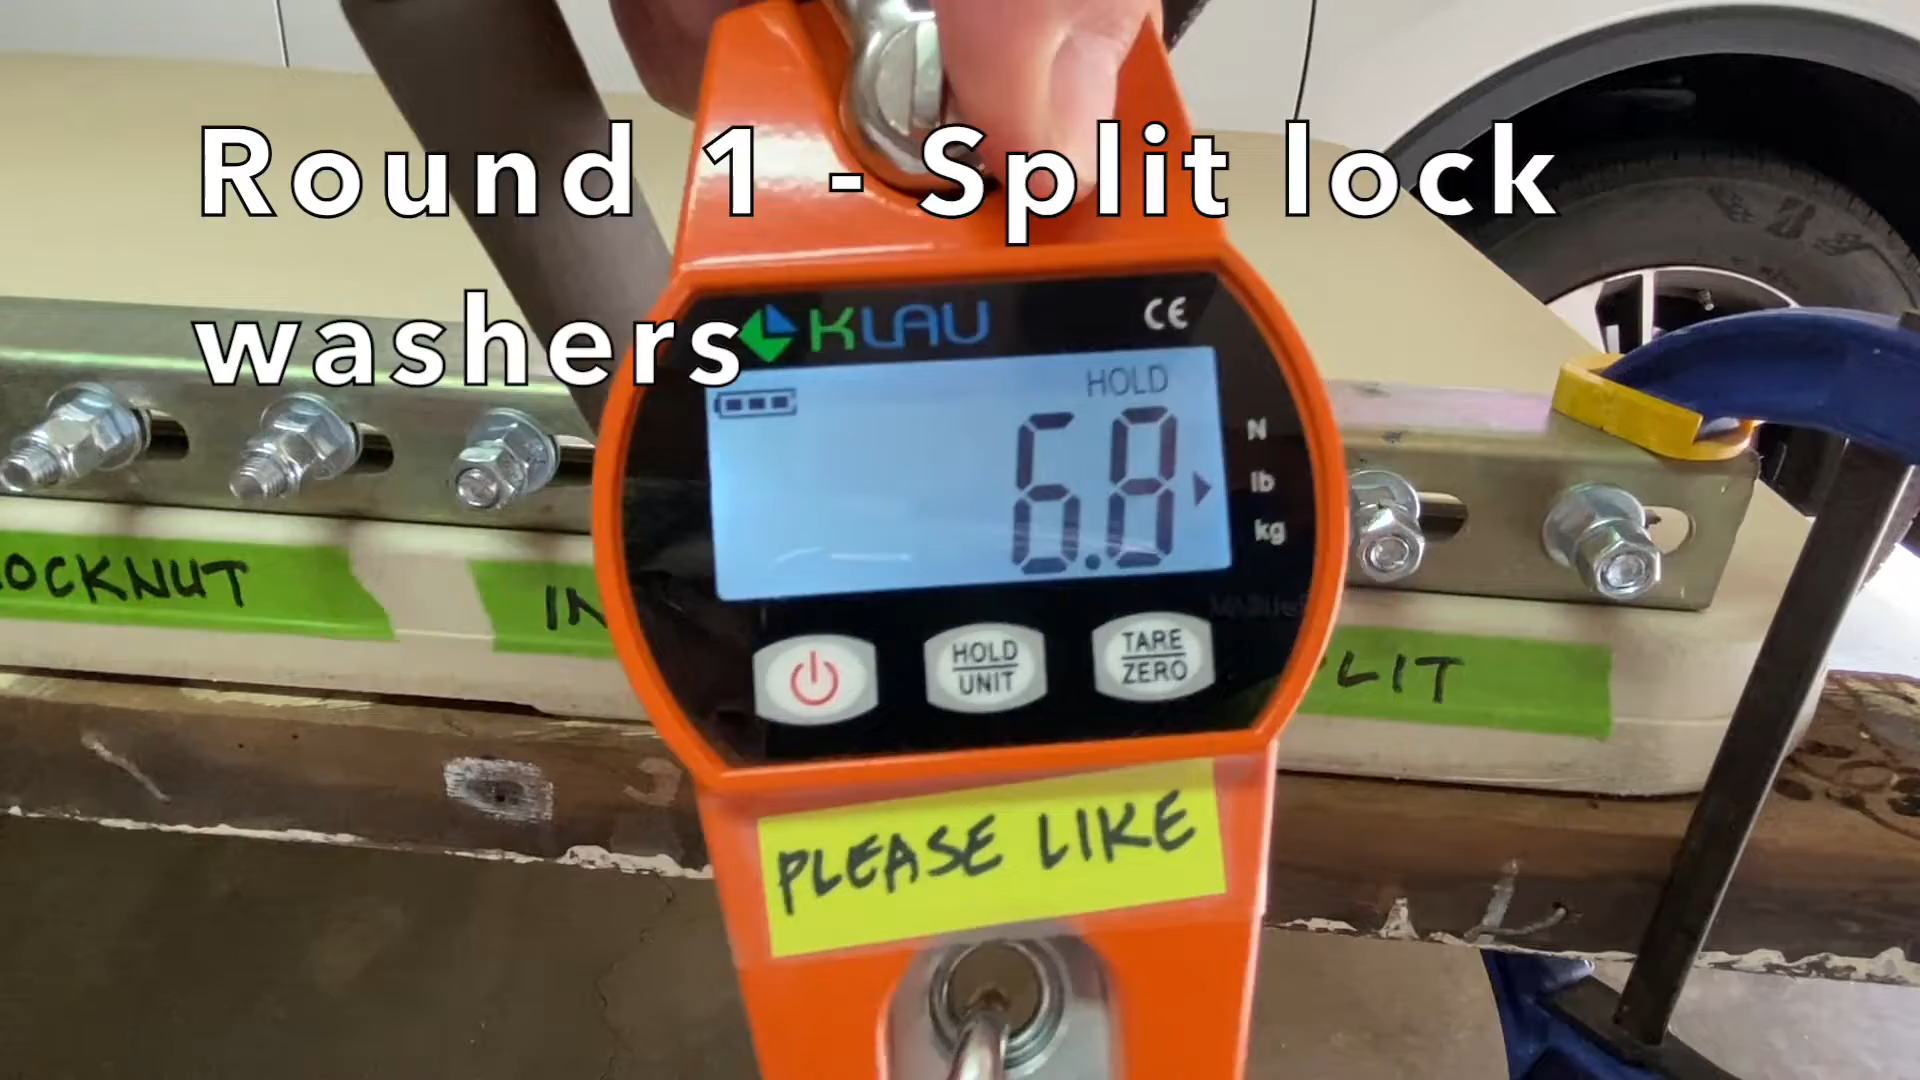 Round 1 - Split lock
washers
KLAU
CE
HOLD
6.8
N
lb
kg
HOLD
UNIT
TARE
ZERO
OCKNUT
IN
LIT
PLEASE LIKE